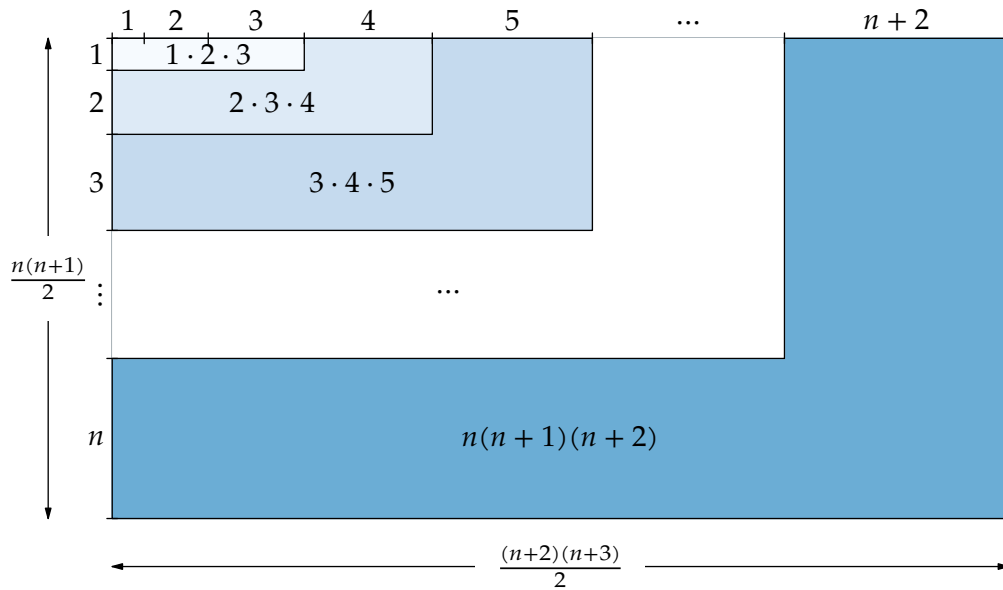 1 2 3 4 5 ... n + 2
1 1 · 2 · 3
2 2 · 3 · 4
3 3 · 4 · 5
n(n+1)/2 ⋮ ...
n n(n + 1)(n + 2)
(n+2)(n+3)/2